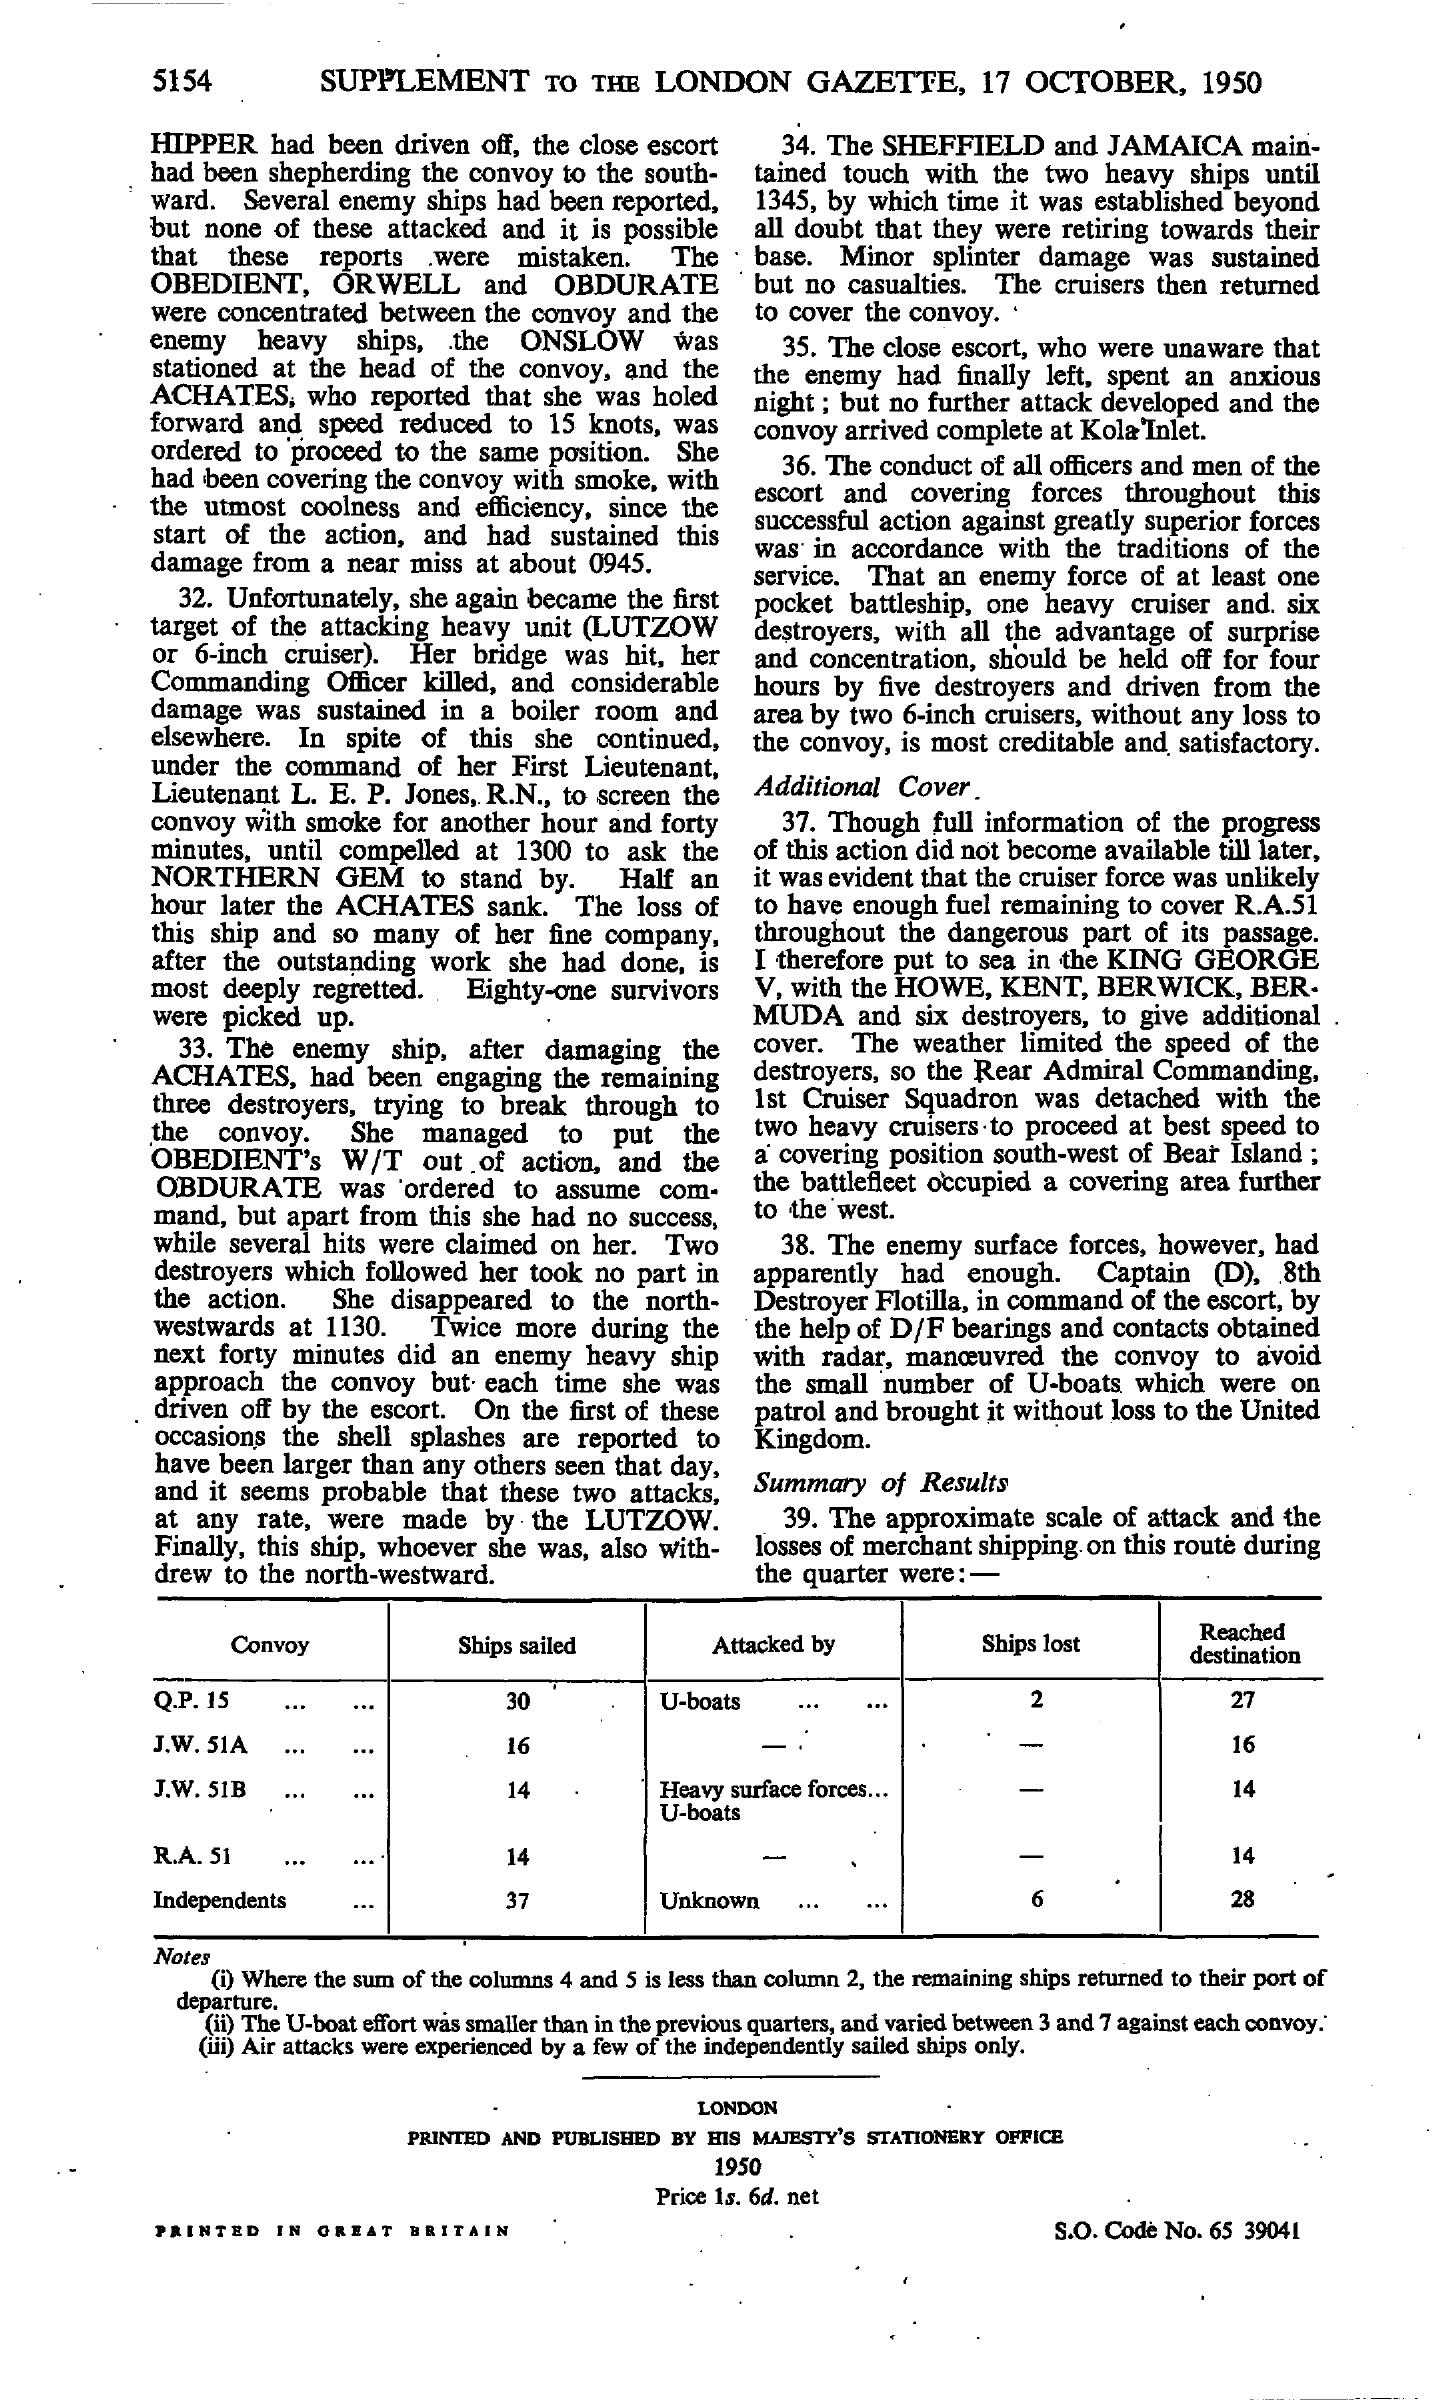 5154 SUPPLEMENT TO THE LONDON GAZETTE, 17 OCTOBER, 1950
HIPPER had been driven off, the close escort
had been shepherding the convoy to the south-
ward. Several enemy ships had been reported,
but none of these attacked and it is possible
that these reports were mistaken. The
OBEDIENT, ORWELL and OBDURATE
were concentrated between the convoy and the
enemy heavy ships, the ONSLOW was
stationed at the head of the convoy, and the
ACHATES, who reported that she was holed
forward and speed reduced to 15 knots, was
ordered to proceed to the same position. She
had been covering the convoy with smoke, with
the utmost coolness and efficiency, since the
start of the action, and had sustained this
damage from a near miss at about 0945.
32. Unfortunately, she again became the first
target of the attacking heavy unit (LUTZOW
or 6-inch cruiser). Her bridge was hit, her
Commanding Officer killed, and considerable
damage was sustained in a boiler room and
elsewhere. In spite of this she continued,
under the command of her First Lieutenant,
Lieutenant L. E. P. Jones, R.N., to screen the
convoy with smoke for another hour and forty
minutes, until compelled at 1300 to ask the
NORTHERN GEM to stand by. Half an
hour later the ACHATES sank. The loss of
this ship and so many of her fine company,
after the outstanding work she had done, is
most deeply regretted. Eighty-one survivors
were picked up.
33. The enemy ship, after damaging the
ACHATES, had been engaging the remaining
three destroyers, trying to break through to
the convoy. She managed to put the
OBEDIENT's W/T out of action, and the
OBDURATE was ordered to assume com-
mand, but apart from this she had no success,
while several hits were claimed on her. Two
destroyers which followed her took no part in
the action. She disappeared to the north-
westwards at 1130. Twice more during the
next forty minutes did an enemy heavy ship
approach the convoy but each time she was
driven off by the escort. On the first of these
occasions the shell splashes are reported to
have been larger than any others seen that day,
and it seems probable that these two attacks,
at any rate, were made by the LUTZOW.
Finally, this ship, whoever she was, also with-
drew to the north-westward.
34. The SHEFFIELD and JAMAICA main-
tained touch with the two heavy ships until
1345, by which time it was established beyond
all doubt that they were retiring towards their
base. Minor splinter damage was sustained
but no casualties. The cruisers then returned
to cover the convoy.
35. The close escort, who were unaware that
the enemy had finally left, spent an anxious
night; but no further attack developed and the
convoy arrived complete at Kola Inlet.
36. The conduct of all officers and men of the
escort and covering forces throughout this
successful action against greatly superior forces
was in accordance with the traditions of the
service. That an enemy force of at least one
pocket battleship, one heavy cruiser and six
destroyers, with all the advantage of surprise
and concentration, should be held off for four
hours by five destroyers and driven from the
area by two 6-inch cruisers, without any loss to
the convoy, is most creditable and satisfactory.
Additional Cover
37. Though full information of the progress
of this action did not become available till later,
it was evident that the cruiser force was unlikely
to have enough fuel remaining to cover R.A.51
throughout the dangerous part of its passage.
I therefore put to sea in the KING GEORGE
V, with the HOWE, KENT, BERWICK, BER-
MUDA and six destroyers, to give additional
cover. The weather limited the speed of the
destroyers, so the Rear Admiral Commanding,
1st Cruiser Squadron was detached with the
two heavy cruisers to proceed at best speed to
a covering position south-west of Bear Island;
the battlefleet occupied a covering area further
to the west.
38. The enemy surface forces, however, had
apparently had enough. Captain (D), 8th
Destroyer Flotilla, in command of the escort, by
the help of D/F bearings and contacts obtained
with radar, manœuvred the convoy to avoid
the small number of U-boats which were on
patrol and brought it without loss to the United
Kingdom.
Summary of Results
39. The approximate scale of attack and the
losses of merchant shipping on this route during
the quarter were:—
Convoy Ships sailed Attacked by Ships lost Reached destination
Q.P. 15 ... ... 30 U-boats ... ... 2 27
J.W. 51A ... ... 16 — — 16
J.W. 51B ... ... 14 Heavy surface forces... — 14
U-boats
R.A. 51 ... ... 14 — — 14
Independents ... 37 Unknown ... ... 6 28
Notes
(i) Where the sum of the columns 4 and 5 is less than column 2, the remaining ships returned to their port of
departure.
(ii) The U-boat effort was smaller than in the previous quarters, and varied between 3 and 7 against each convoy.
(iii) Air attacks were experienced by a few of the independently sailed ships only.
LONDON
PRINTED AND PUBLISHED BY HIS MAJESTY'S STATIONERY OFFICE
1950
Price 1s. 6d. net
PRINTED IN GREAT BRITAIN S.O. Code No. 65 39041